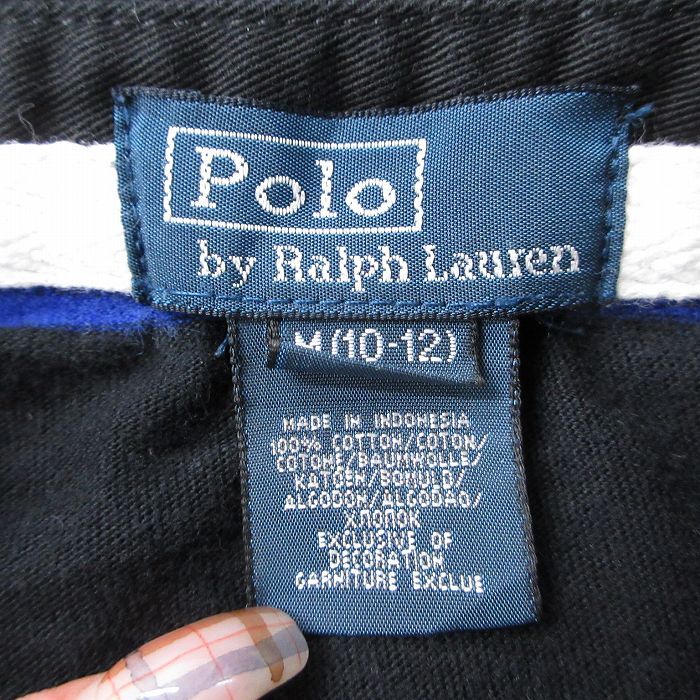 Polo
by Ralph Lauren
M (10-12)
MADE IN INDONESIA
100% COTTON/COTON/
COTONE/BAUMWOLLE/
KATOEN/BOMULD/
ALGODON/ALGODAO/
ХЛОПОК
EXCLUSIVE OF
DECORATION
GARNITURE EXCLUE